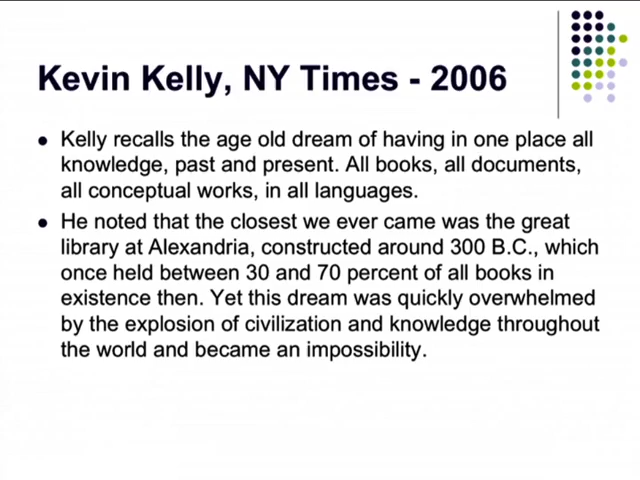 Kevin Kelly, NY Times - 2006
● Kelly recalls the age old dream of having in one place all
knowledge, past and present. All books, all documents,
all conceptual works, in all languages.
● He noted that the closest we ever came was the great
library at Alexandria, constructed around 300 B.C., which
once held between 30 and 70 percent of all books in
existence then. Yet this dream was quickly overwhelmed
by the explosion of civilization and knowledge throughout
the world and became an impossibility.